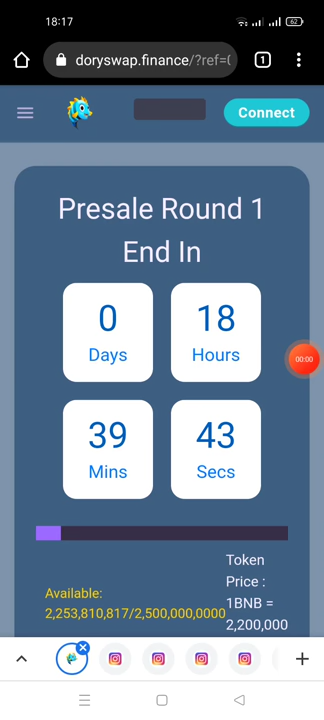 18:17
62
doryswap.finance/?ref=
1
Connect
Presale Round 1
End In
0
Days
18
Hours
39
Mins
43
Secs
00:00
Available:
2,253,810,817/2,500,000,0000
Token
Price :
1BNB =
2,200,000